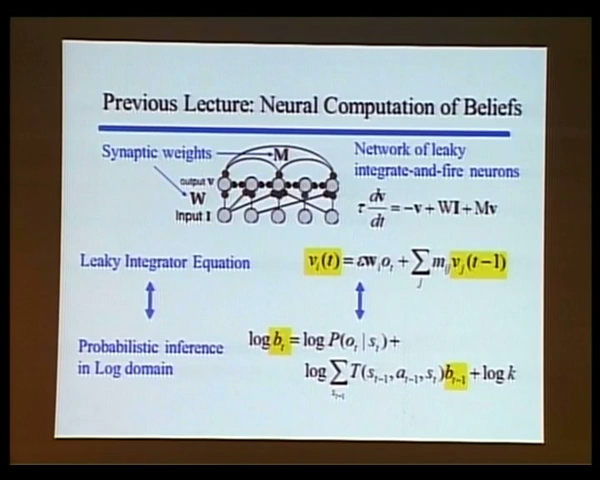 Previous Lecture: Neural Computation of Beliefs
Synaptic weights
M
output v
W
Input I
Network of leaky
integrate-and-fire neurons
τ dv/dt = -v + WI + Mv
Leaky Integrator Equation
v_i(t) = εw_i o_t + ∑_j m_ij v_j(t-1)
Probabilistic inference
in Log domain
log b_t = log P(o_t | s_t) +
log ∑_{s_{t-1}} T(s_{t-1}, a_{t-1}, s_t) b_{t-1} + log k